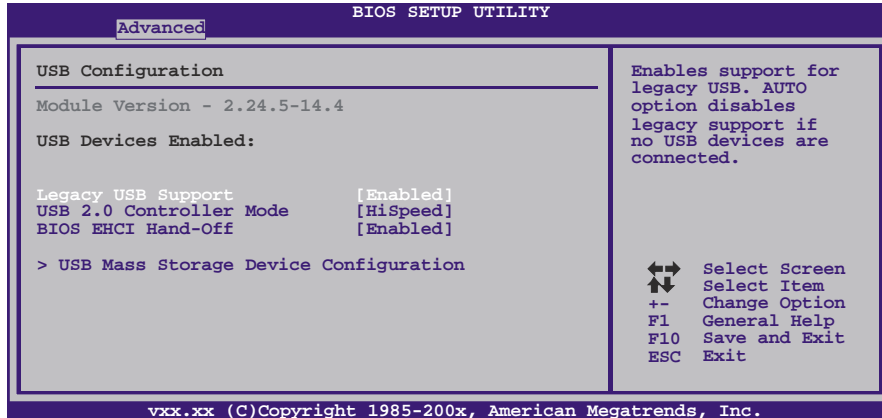 BIOS SETUP UTILITY
Advanced
USB Configuration
Module Version - 2.24.5-14.4
USB Devices Enabled:
Legacy USB Support [Enabled]
USB 2.0 Controller Mode [HiSpeed]
BIOS EHCI Hand-Off [Enabled]
> USB Mass Storage Device Configuration
Enables support for
legacy USB. AUTO
option disables
legacy support if
no USB devices are
connected.
Select Screen
Select Item
+- Change Option
F1 General Help
F10 Save and Exit
ESC Exit
vxx.xx (C)Copyright 1985-200x, American Megatrends, Inc.